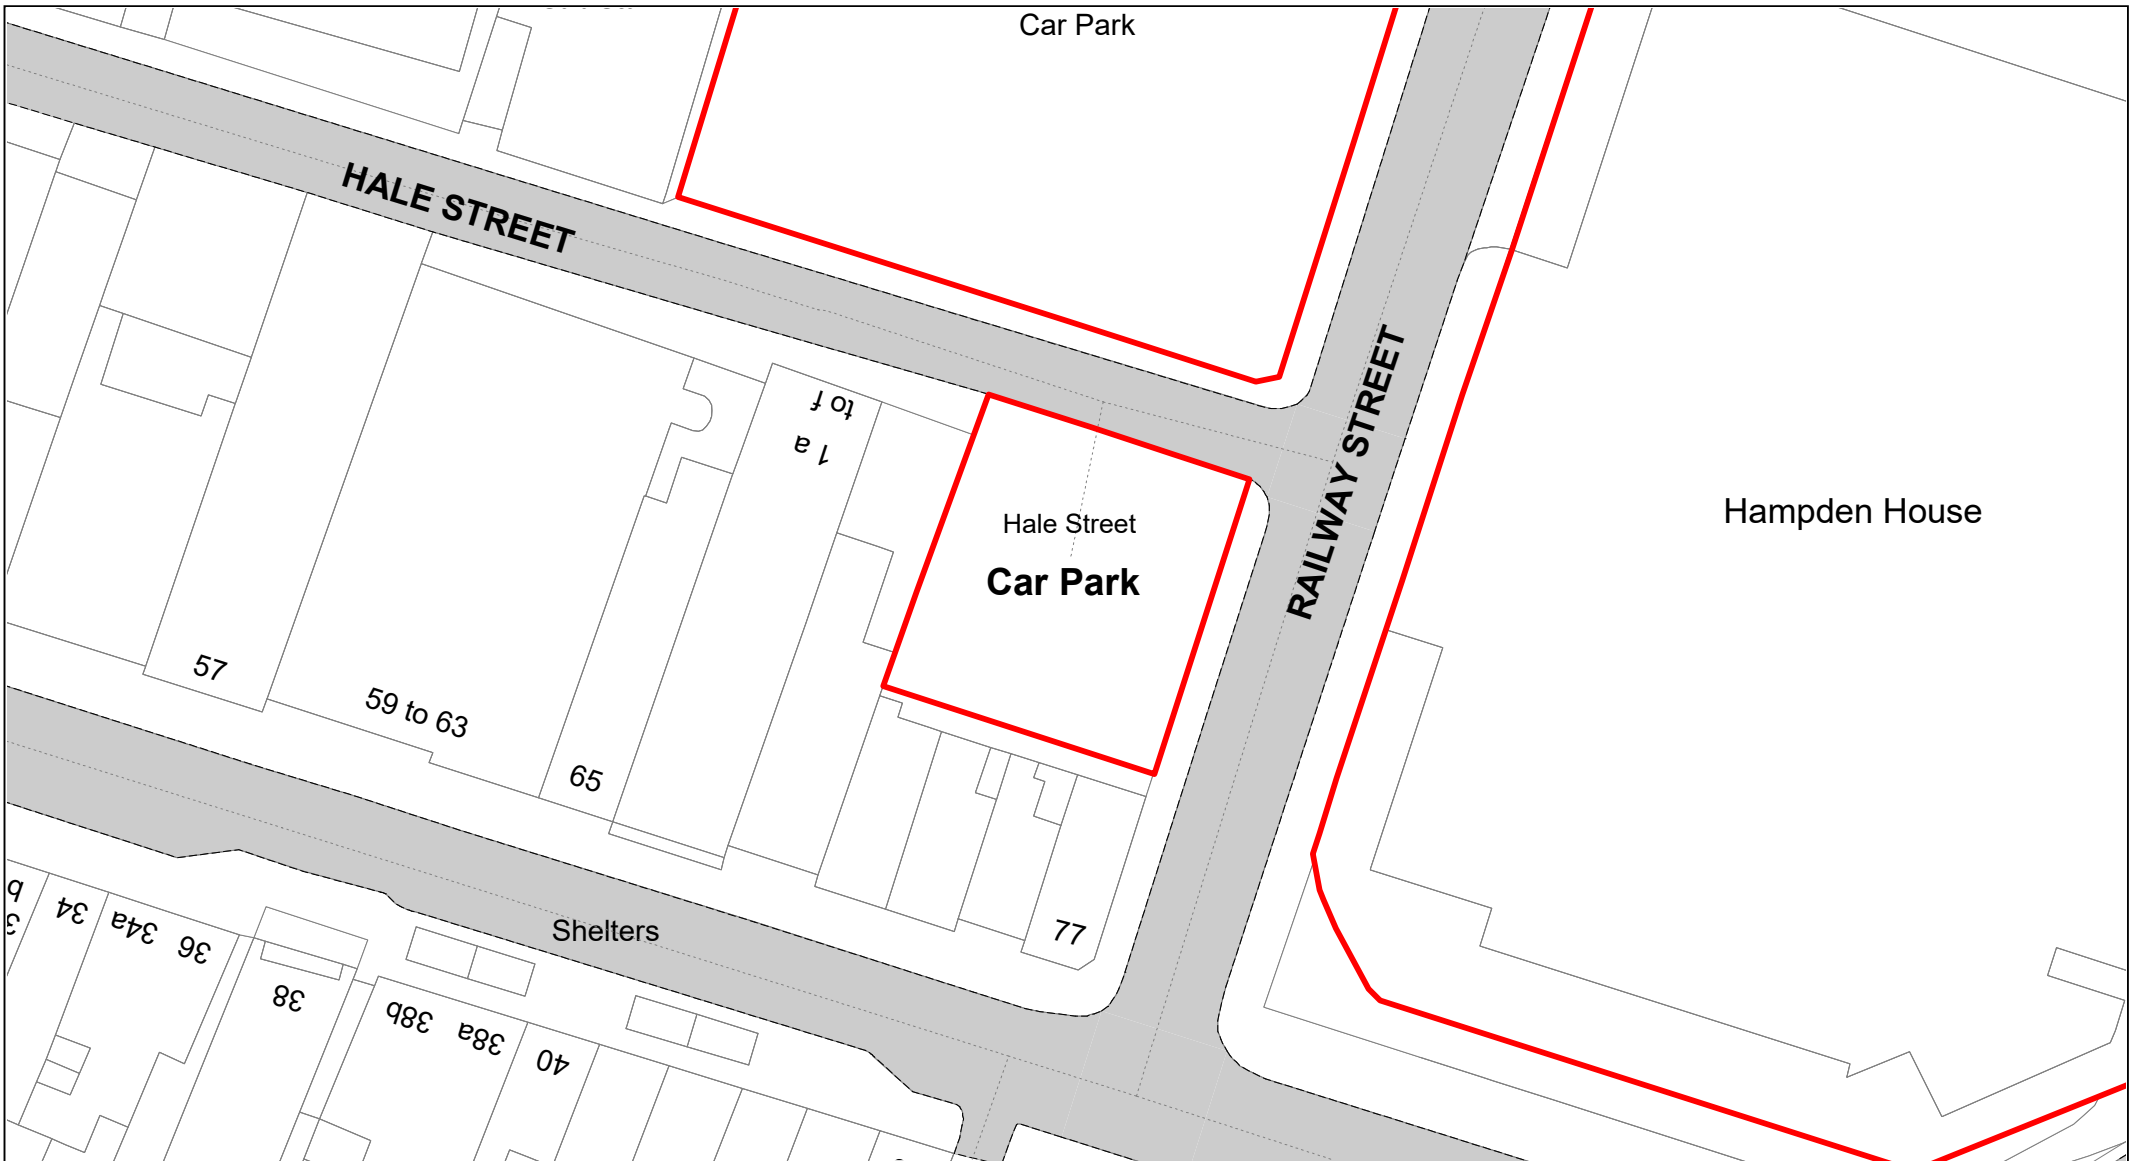 Car Park
HALE STREET
RAILWAY STREET
1 a
to f
Hale Street
Car Park
Hampden House
57
59 to 63
65
77
Shelters
34
34a
36
38
38b
38a
40